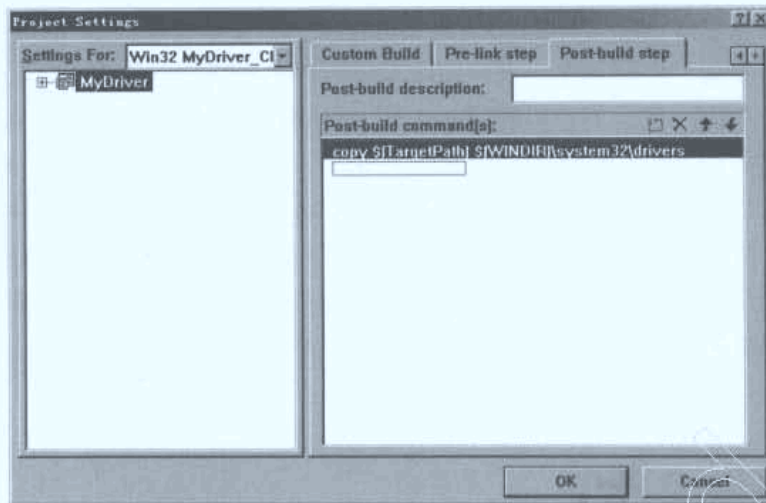 Project Settings
Settings For: Win32 MyDriver_Cl
MyDriver
Custom Build
Pre-link step
Post-build step
Post-build description:
Post-build command(s):
copy $(TargetPath) $(WINDIR)\system32\drivers
OK
Cancel